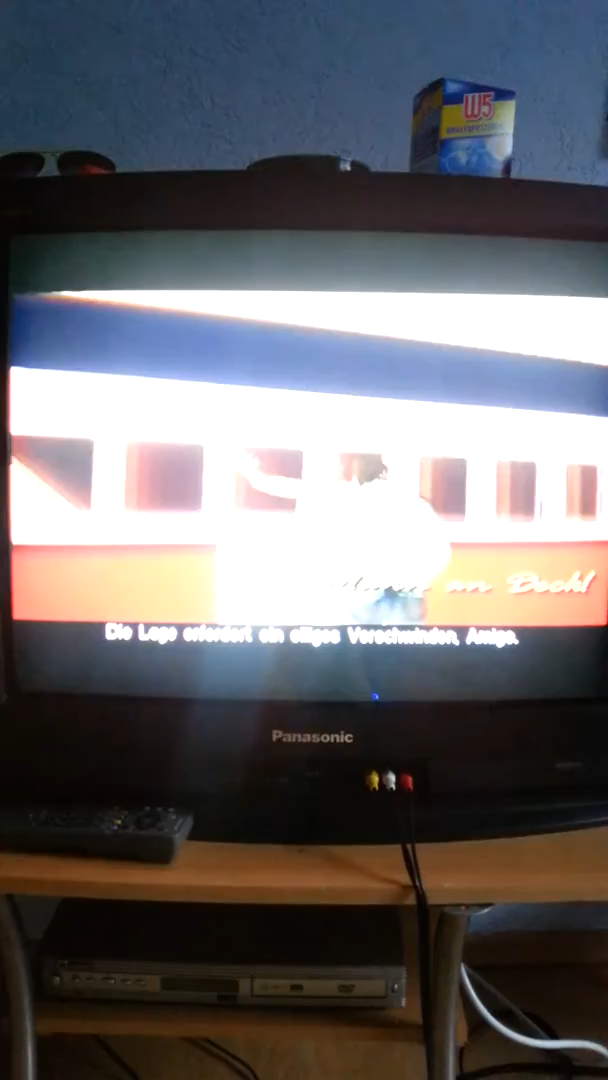 W5
an Deck!
Die Lage erfordert ein eiliges Verschwinden, Amigo.
Panasonic